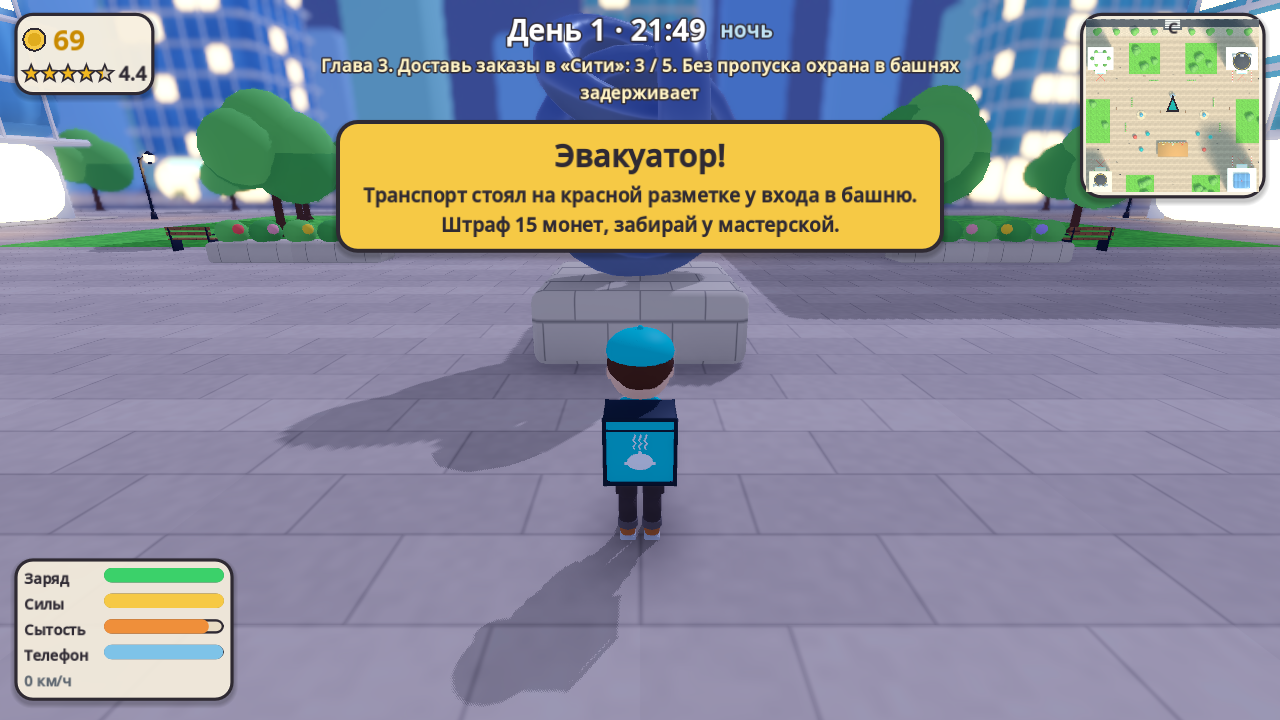 69
4.4
День 1 · 21:49 ночь
Глава 3. Доставь заказы в «Сити»: 3 / 5. Без пропуска охрана в башнях
задерживает
С
Эвакуатор!
Транспорт стоял на красной разметке у входа в башню.
Штраф 15 монет, забирай у мастерской.
Заряд
Силы
Сытость
Телефон
0 км/ч